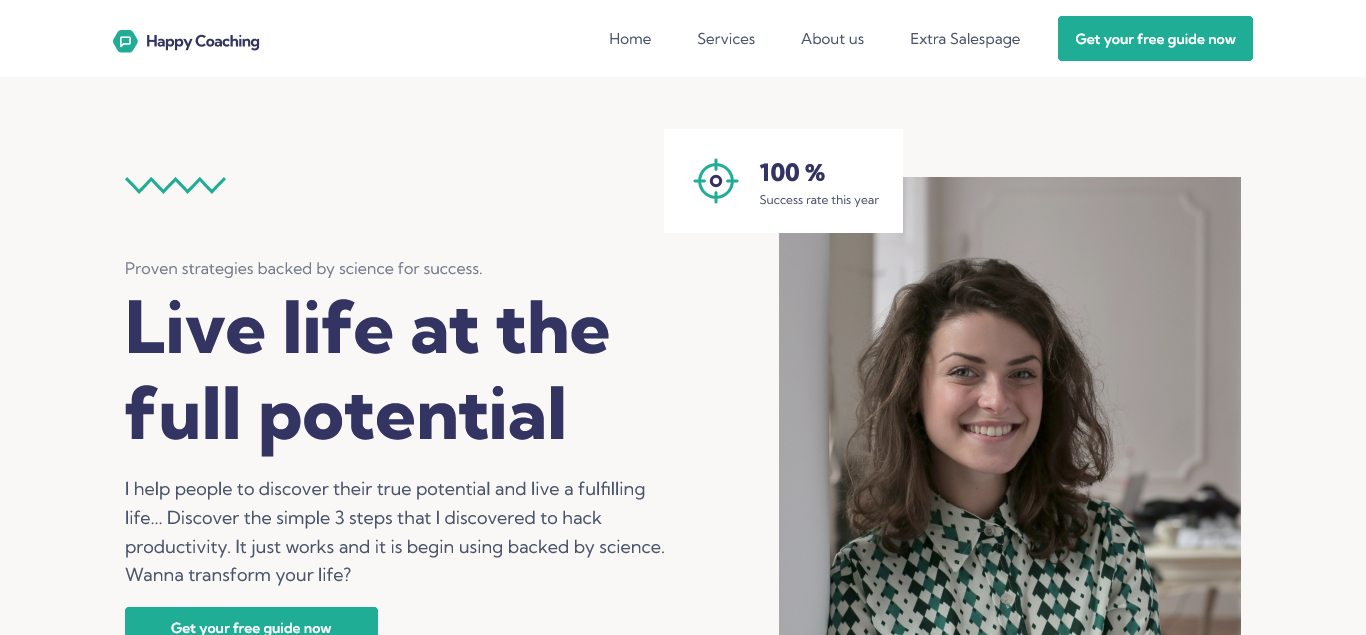 Happy Coaching
Home
Services
About us
Extra Salespage
Get your free guide now
100 %
Success rate this year
Proven strategies backed by science for success.
Live life at the
full potential
I help people to discover their true potential and live a fulfilling
life... Discover the simple 3 steps that I discovered to hack
productivity. It just works and it is begin using backed by science.
Wanna transform your life?
Get your free guide now